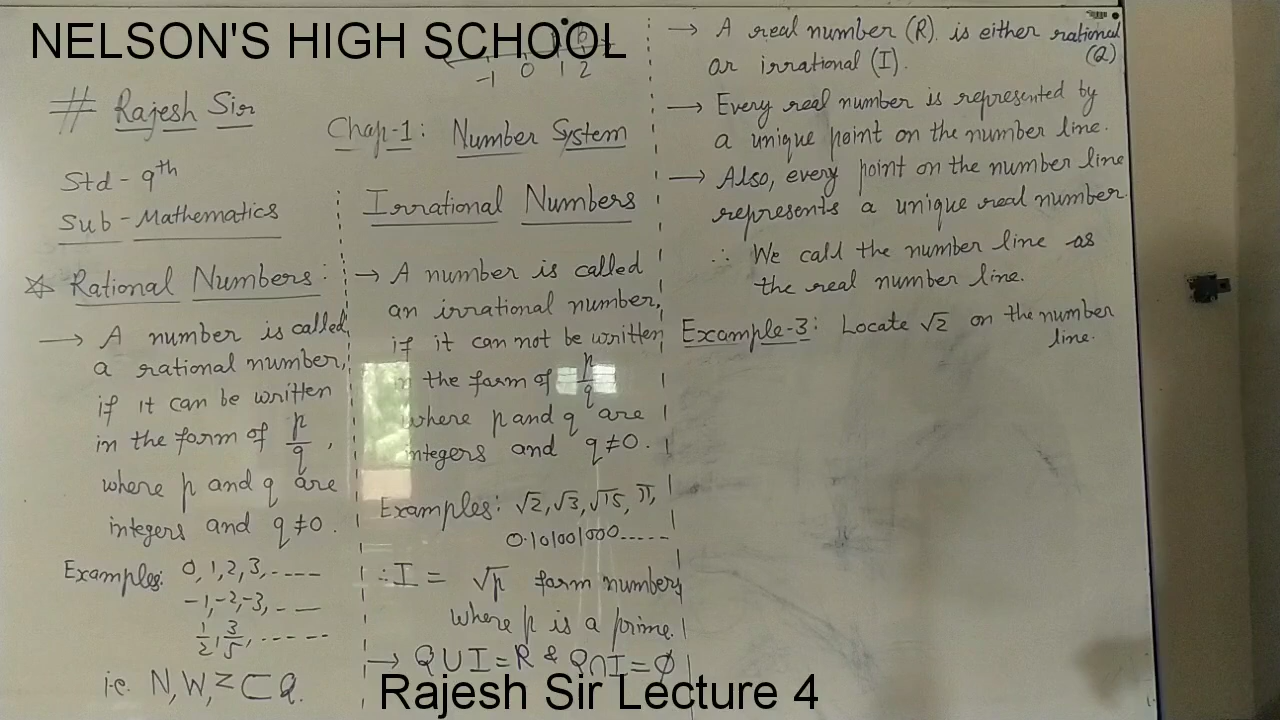 NELSON'S HIGH SCHOOL
-1 0 1 2
# Rajesh Sir
Std - 9th
Sub - Mathematics
Chap-1: Number System
☆ Rational Numbers:
→ A number is called
a rational number,
if it can be written
in the form of p/q,
where p and q are
integers and q ≠ 0.
Examples: 0, 1, 2, 3, ----
-1, -2, -3, - —
1/2, 3/5, ------
i.e. N, W, Z ⊂ Q.
Irrational Numbers
→ A number is called
an irrational number,
if it can not be written
in the form of p/q
where p and q are
integers and q ≠ 0.
Examples: √2, √3, √15, π,
0.101001000-----
∴ I = √p form numbers
where p is a prime.
→ Q ∪ I = R & Q ∩ I = ∅
→ A real number (R) is either rational (Q)
or irrational (I).
→ Every real number is represented by
a unique point on the number line.
→ Also, every point on the number line
represents a unique real number.
∴ We call the number line as
the real number line.
Example-3: Locate √2 on the number
line.
Rajesh Sir Lecture 4